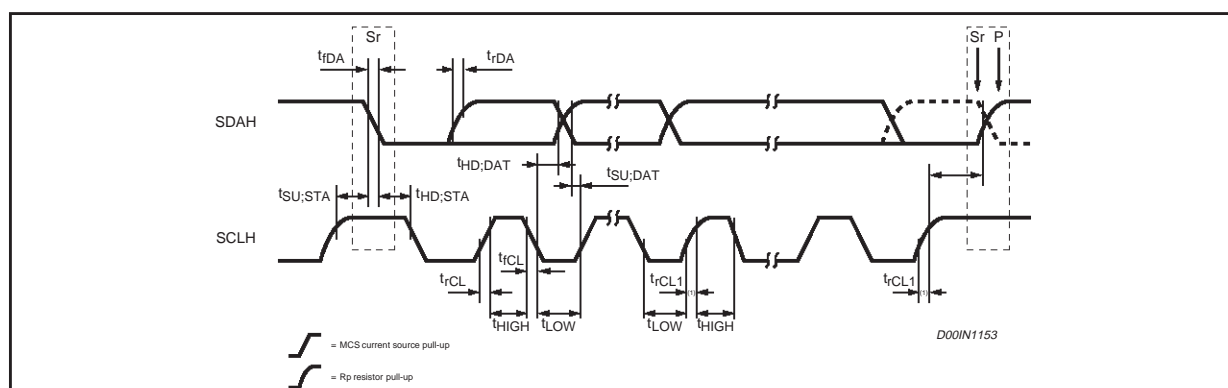 Sr
Sr P
tfDA
trDA
SDAH
tHD;DAT
tSU;DAT
tSU;STA
tHD;STA
SCLH
tfCL
trCL
trCL1
(1)
trCL1
(1)
tHIGH
tLOW
tLOW
tHIGH
D00IN1153
= MCS current source pull-up
= Rp resistor pull-up